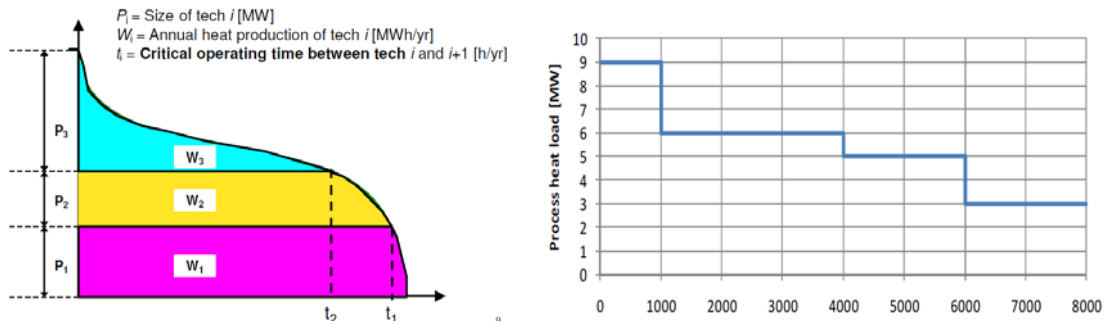 Pᵢ = Size of tech i [MW]
Wᵢ = Annual heat production of tech i [MWh/yr]
tᵢ = Critical operating time between tech i and i+1 [h/yr]
P₃
W₃
P₂
W₂
P₁
W₁
t₂
t₁
Process heat load [MW]
10
9
8
7
6
5
4
3
2
1
0
0 1000 2000 3000 4000 5000 6000 7000 8000